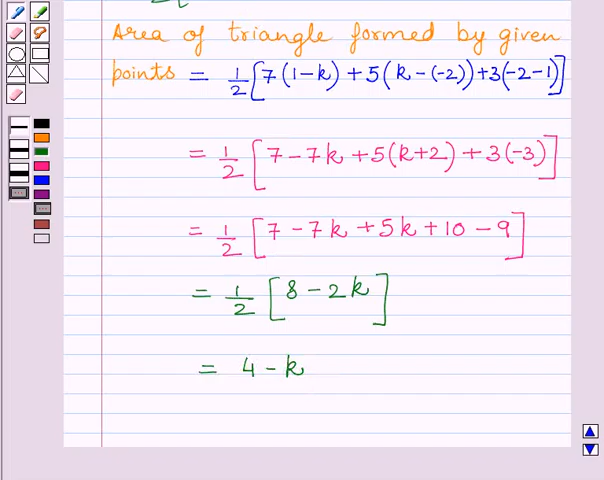 Area of triangle formed by given
points = 1/2 [7(1-k) + 5(k-(-2)) + 3(-2-1)]
= 1/2 [7-7k + 5(k+2) + 3(-3)]
= 1/2 [7-7k + 5k + 10 - 9]
= 1/2 [8-2k]
= 4-k